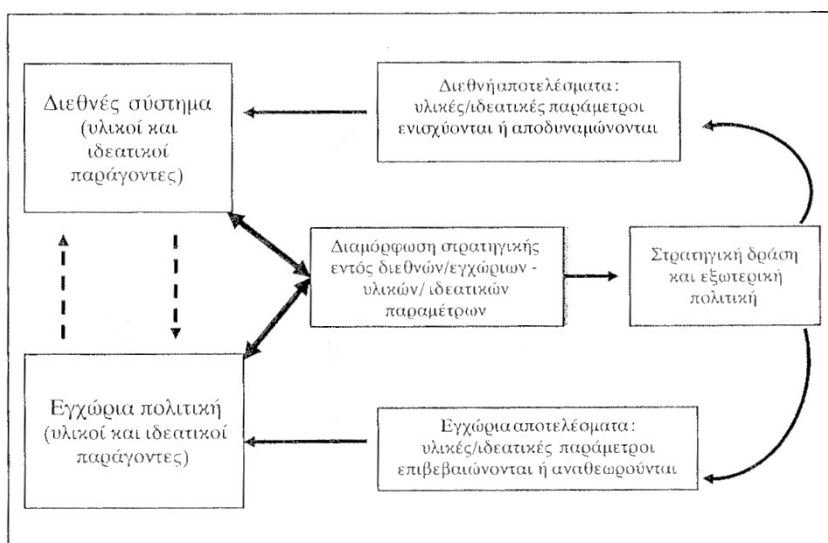 Διεθνές σύστημα
(υλικοί και
ιδεατικοί
παράγοντες)
Διεθνή αποτελέσματα:
υλικές/ιδεατικές παράμετροι
ενισχύονται ή αποδυναμώνονται
Διαμόρφωση στρατηγικής
εντός διεθνών/εγχώριων -
υλικών/ ιδεατικών
παραμέτρων
Στρατηγική δράση
και εξωτερική
πολιτική
Εγχώρια πολιτική
(υλικοί και ιδεατικοί
παράγοντες)
Εγχώρια αποτελέσματα:
υλικές/ιδεατικές παράμετροι
επιβεβαιώνονται ή αναθεωρούνται